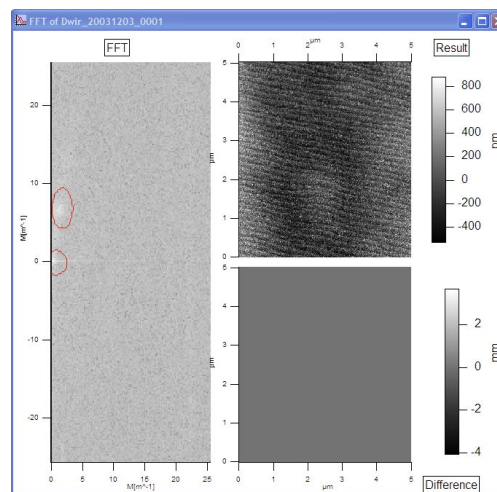 FFT of Dwir_20031203_0001
FFT
µm
Result
0 1 2 3 4 5
20
10
0
-10
-20
M[m^-1]
0 5 10 15 20 25
M[m^-1]
5
4
3
2
1
0
µm
800
600
400
200
0
-200
-400
pm
5
4
3
2
1
0
µm
0 1 2 3 4 5
µm
2
0
-2
-4
mm
Difference